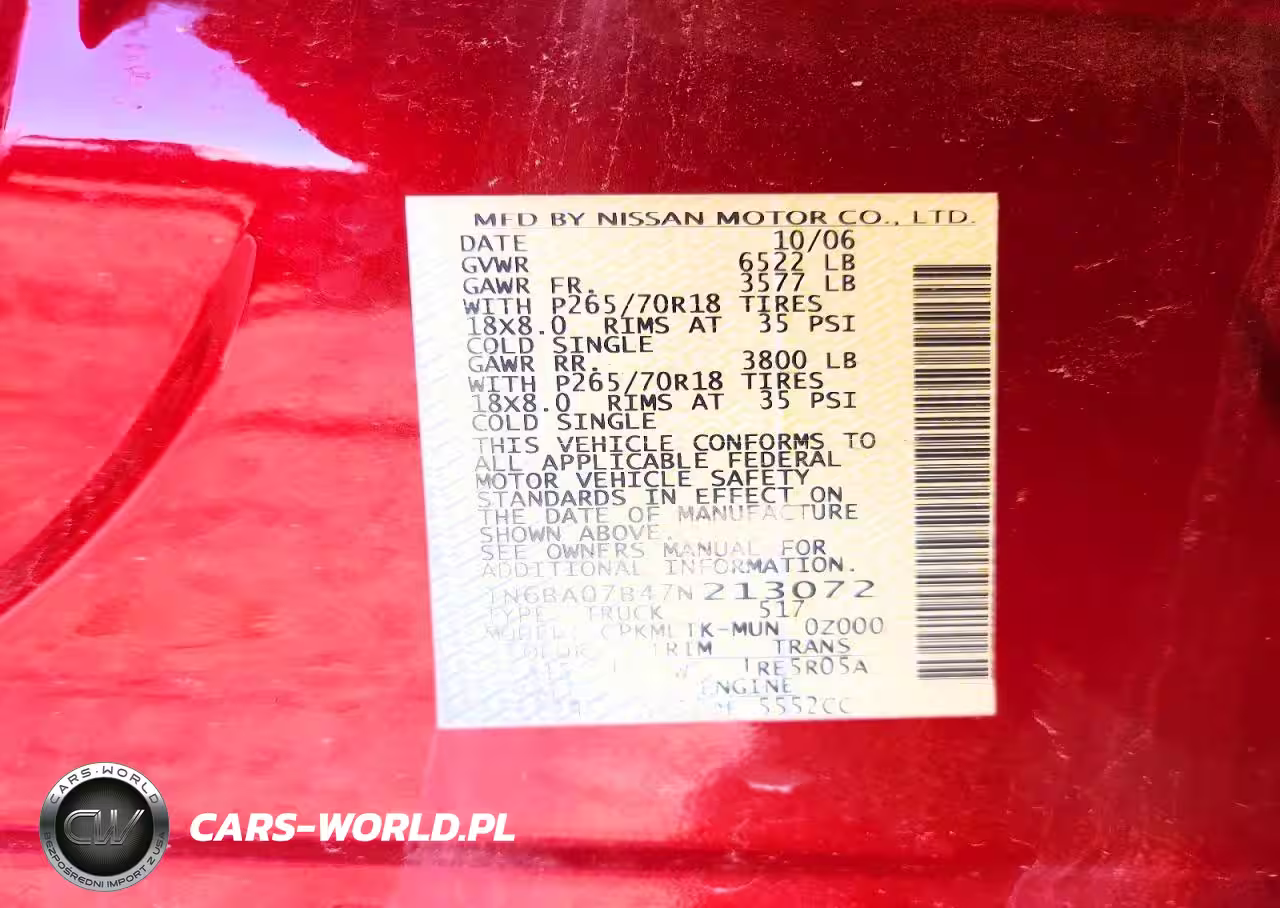 MFD BY NISSAN MOTOR CO., LTD.
DATE 10/06
GVWR 6522 LB
GAWR FR. 3577 LB
WITH P265/70R18 TIRES
18X8.0 RIMS AT 35 PSI
COLD SINGLE
GAWR RR. 3800 LB
WITH P265/70R18 TIRES
18X8.0 RIMS AT 35 PSI
COLD SINGLE
THIS VEHICLE CONFORMS TO
ALL APPLICABLE FEDERAL
MOTOR VEHICLE SAFETY
STANDARDS IN EFFECT ON
THE DATE OF MANUFACTURE
SHOWN ABOVE.
SEE OWNERS MANUAL FOR
ADDITIONAL INFORMATION.
1N6BA07B47N213072
TYPE TRUCK 517
0Z000
TRIM TRANS
RE5R05A
ENGINE
5552CC
CARS-WORLD
CW
BEZPOŚREDNI IMPORT Z USA
CARS-WORLD.PL